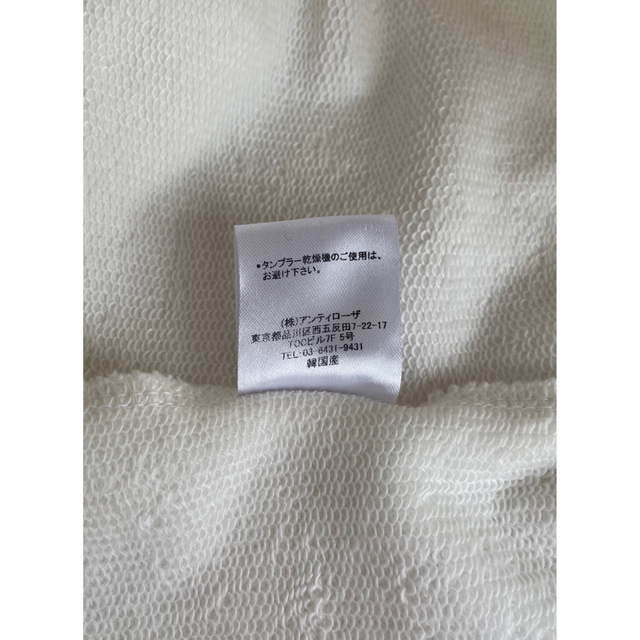 •タンブラー乾燥機のご使用は、
お避け下さい。
(株)アンティローザ
東京都品川区西五反田7-22-17
TOCビル7F 5号
TEL:03-6431-9431
韓国産